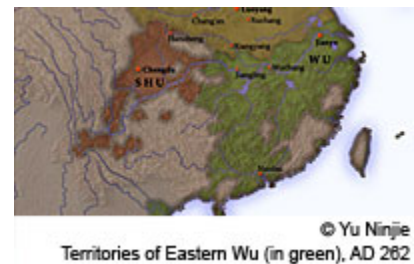 Luoyang
Chang'an Xuchang
Hanzhong
Xiangyang Jianye
Chengdu WU
SHU Jiangling Wuchang
Nanhai
© Yu Ninjie
Territories of Eastern Wu (in green), AD 262